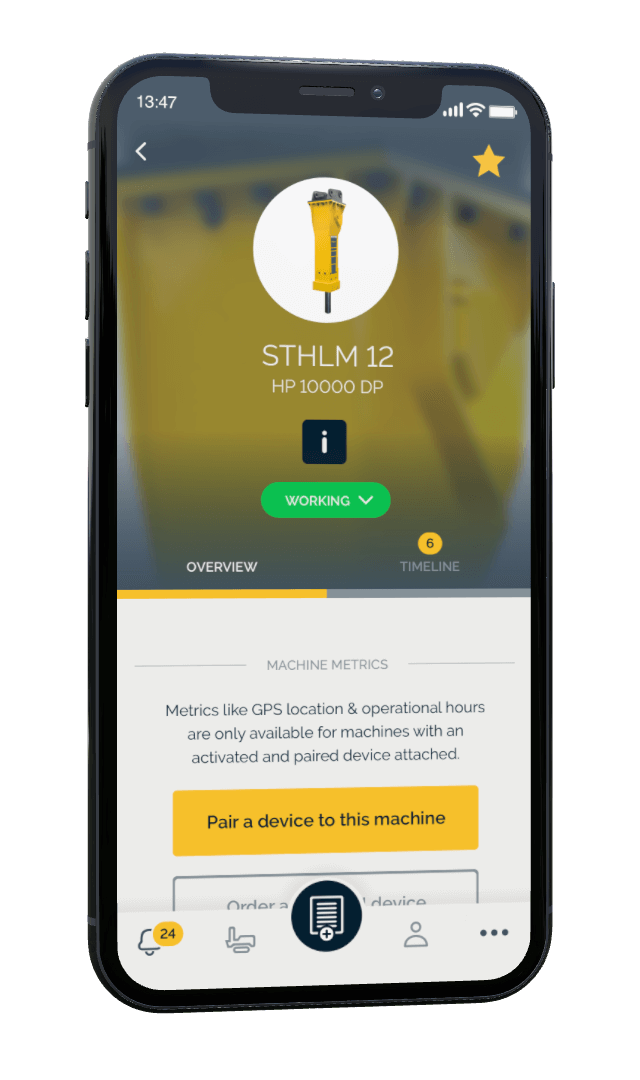 13:47
STHLM 12
HP 10000 DP
i
WORKING
6
OVERVIEW
TIMELINE
MACHINE METRICS
Metrics like GPS location & operational hours
are only available for machines with an
activated and paired device attached.
Pair a device to this machine
Order a device
24